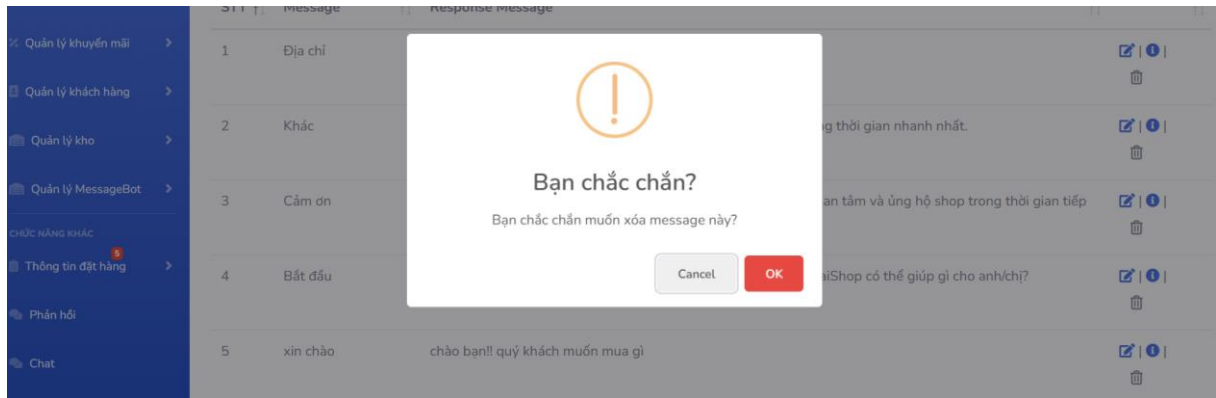 STT Message Response Message
Quản lý khuyến mãi
1 Địa chỉ
Quản lý khách hàng
2 Khác thời gian nhanh nhất.
Quản lý kho
Bạn chắc chắn?
Quản lý MessageBot
3 Cảm ơn tâm và ủng hộ shop trong thời gian tiếp
Bạn chắc chắn muốn xóa message này?
CHỨC NĂNG KHÁC
5
Thông tin đặt hàng
4 Bắt đầu có thể giúp gì cho anh/chị?
Cancel OK
Phản hồi
5 xin chào chào bạn!! quý khách muốn mua gì
Chat